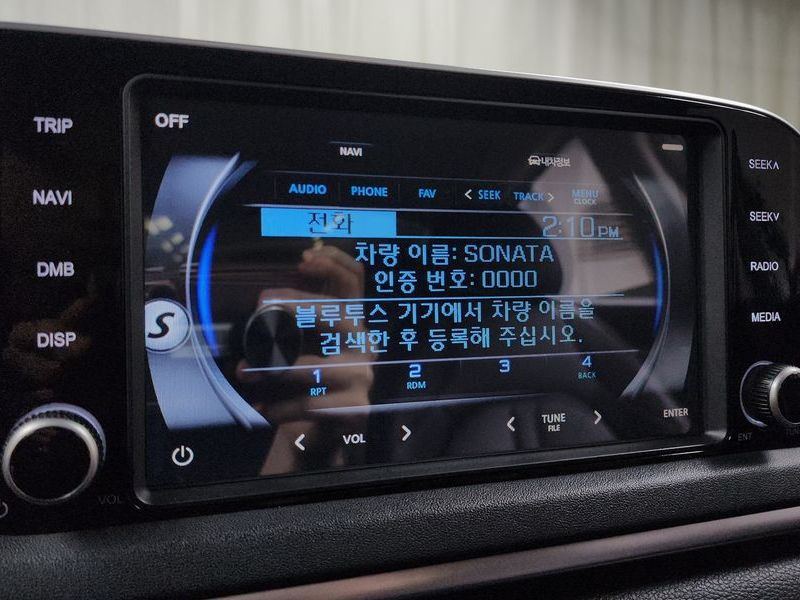 TRIP
NAVI
DMB
DISP
VOL
OFF
NAVI
내차정보
AUDIO PHONE FAV < SEEK TRACK > MENU
CLOCK
전화 2:10PM
차량 이름: SONATA
인증 번호: 0000
블루투스 기기에서 차량 이름을
검색한 후 등록해 주십시오.
1 2 3 4
RPT RDM BACK
S
< VOL > < TUNE > ENTER
FILE
SEEK∧
SEEK∨
RADIO
MEDIA
ENT